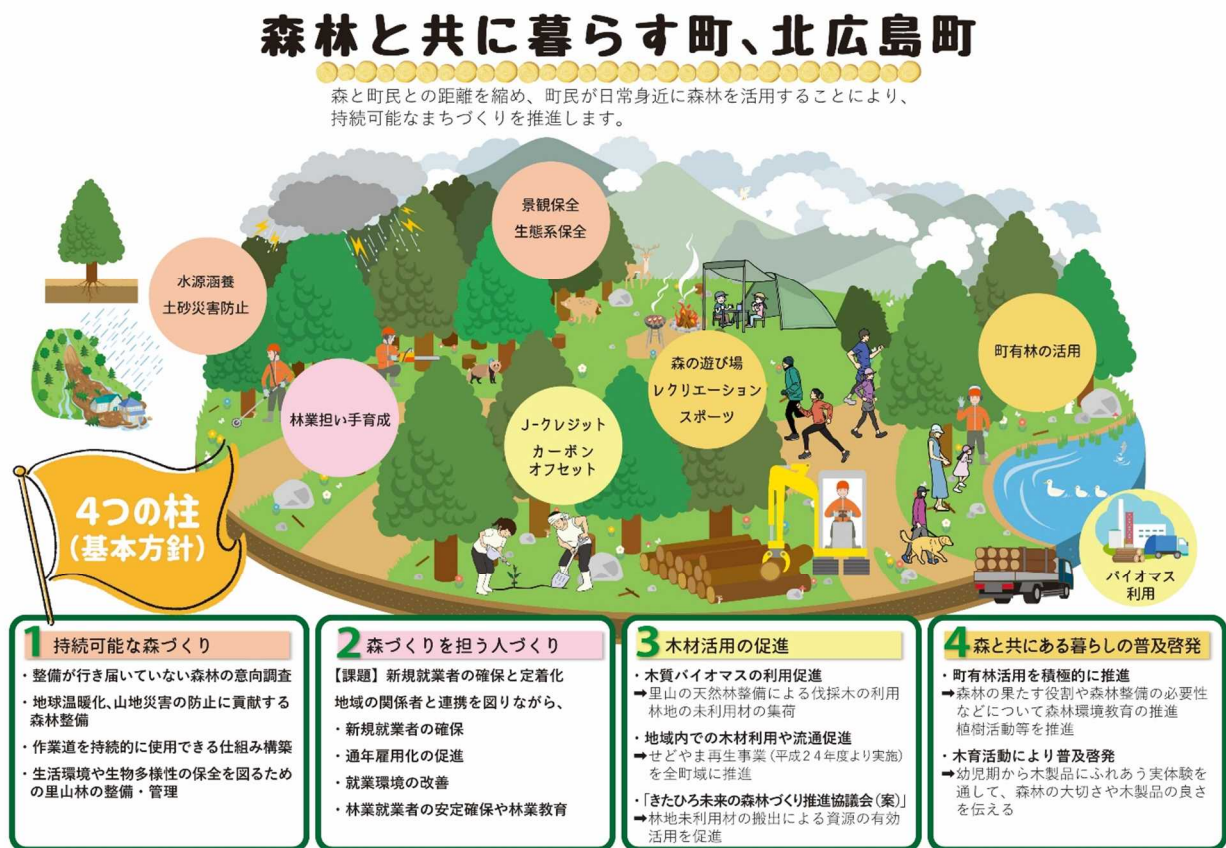 森林と共に暮らす町、北広島町
森と町民との距離を縮め、町民が日常身近に森林を活用することにより、
持続可能なまちづくりを推進します。
景観保全
生態系保全
水源涵養
土砂災害防止
町有林の活用
森の遊び場
レクリエーション
スポーツ
林業担い手育成
J-クレジット
カーボン
オフセット
4つの柱
(基本方針)
バイオマス
利用
1 持続可能な森づくり
・整備が行き届いていない森林の意向調査
・地球温暖化、山地災害の防止に貢献する
森林整備
・作業道を持続的に使用できる仕組み構築
・生活環境や生物多様性の保全を図るため
の里山林の整備・管理
2 森づくりを担う人づくり
【課題】新規就業者の確保と定着化
地域の関係者と連携を図りながら、
・新規就業者の確保
・通年雇用化の促進
・就業環境の改善
・林業就業者の安定確保や林業教育
3 木材活用の促進
・木質バイオマスの利用促進
➡里山の天然林整備による伐採木の利用
林地の未利用材の集荷
・地域内での木材利用や流通促進
➡せどやま再生事業(平成24年度より実施)
を全町域に推進
・「きたひろ未来の森林づくり推進協議会(案)」
➡林地未利用材の搬出による資源の有効
活用を促進
4 森と共にある暮らしの普及啓発
・町有林活用を積極的に推進
➡森林の果たす役割や森林整備の必要性
などについて森林環境教育の推進
植樹活動等を推進
・木育活動により普及啓発
➡幼児期から木製品にふれあう実体験を
通して、森林の大切さや木製品の良さ
を伝える